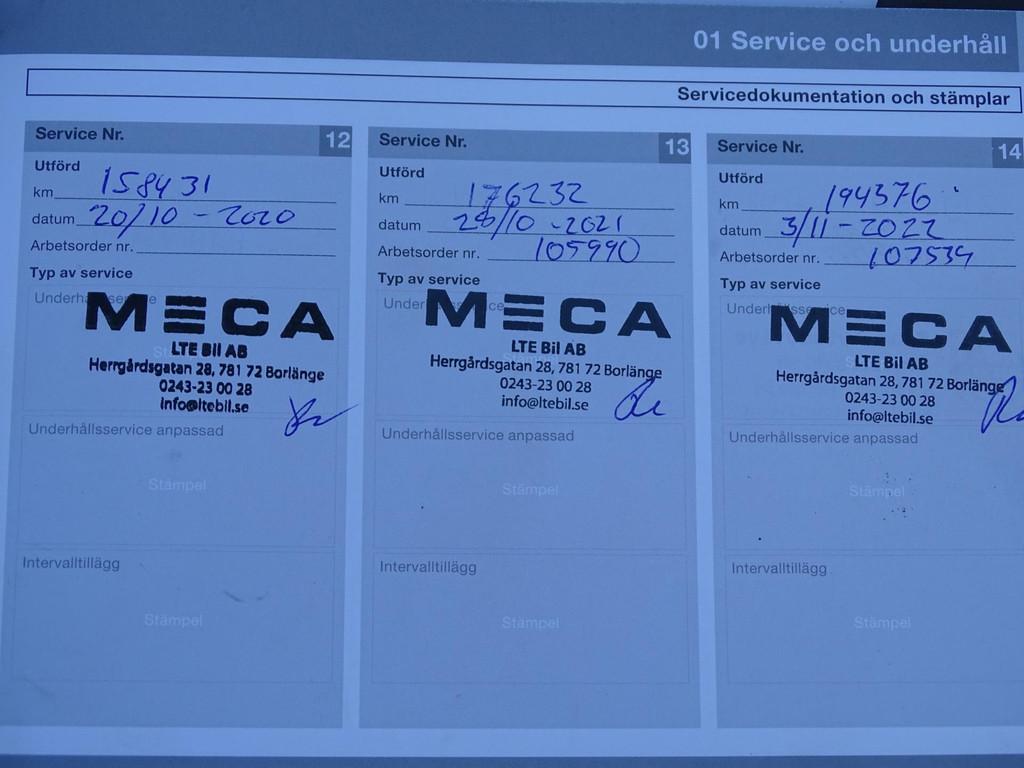 01 Service och underhåll
Servicedokumentation och stämplar
Service Nr. 12
Utförd
km 158431
datum 20/10 - 2020
Arbetsorder nr.
Typ av service
Underhållsservice
MECA
LTE Bil AB
Herrgårdsgatan 28, 781 72 Borlänge
0243-23 00 28
info@ltebil.se
Underhållsservice anpassad
Stämpel
Intervalltillägg
Stämpel
Service Nr. 13
Utförd
km 176232
datum 28/10 - 2021
Arbetsorder nr. 105990
Typ av service
Underhållsservice
MECA
LTE Bil AB
Herrgårdsgatan 28, 781 72 Borlänge
0243-23 00 28
info@ltebil.se
Underhållsservice anpassad
Stämpel
Intervalltillägg
Stämpel
Service Nr. 14
Utförd
km 194376
datum 3/11 - 2022
Arbetsorder nr. 107539
Typ av service
Underhållsservice
MECA
LTE Bil AB
Herrgårdsgatan 28, 781 72 Borlänge
0243-23 00 28
info@ltebil.se
Underhållsservice anpassad
Stämpel
Intervalltillägg
Stämpel